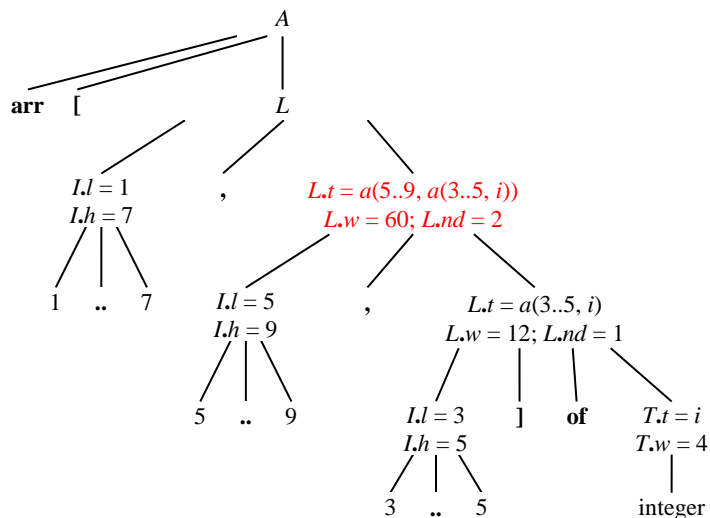 A
arr [ L
I.l = 1 , L.t = a(5..9, a(3..5, i))
I.h = 7 L.w = 60; L.nd = 2
1 .. 7 I.l = 5 , L.t = a(3..5, i)
I.h = 9 L.w = 12; L.nd = 1
5 .. 9 I.l = 3 ] of T.t = i
I.h = 5 T.w = 4
3 .. 5 integer